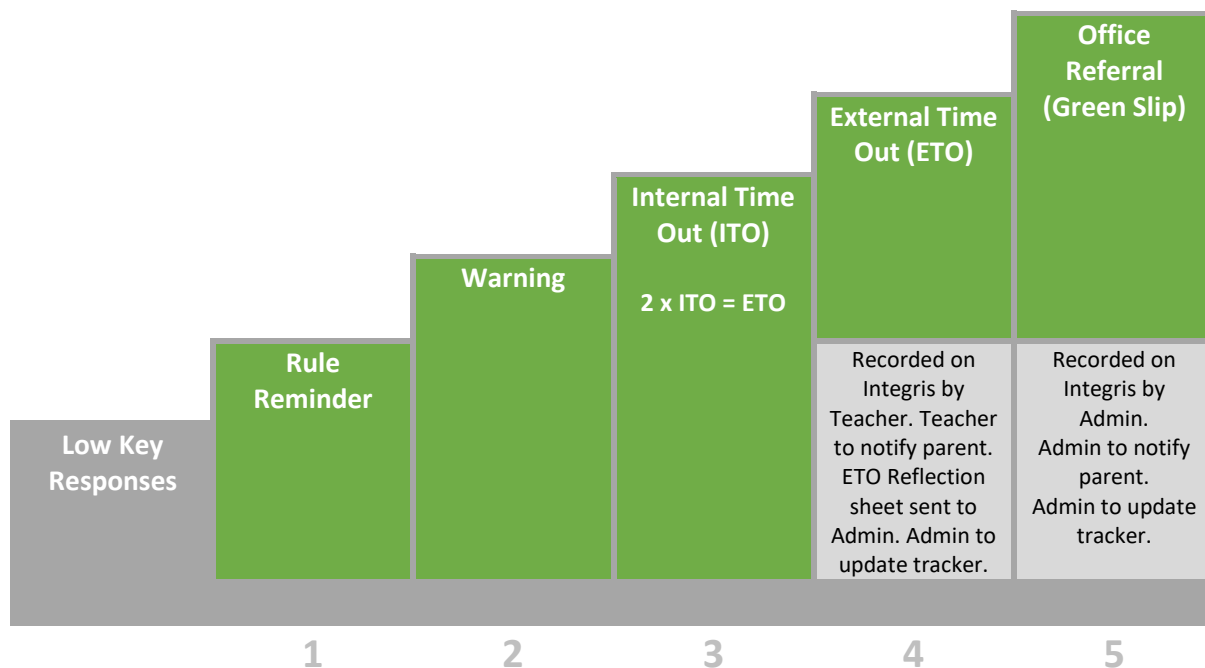 Low Key
Responses
Rule
Reminder
Warning
Internal Time
Out (ITO)
2 x ITO = ETO
External Time
Out (ETO)
Recorded on
Integris by
Teacher. Teacher
to notify parent.
ETO Reflection
sheet sent to
Admin. Admin to
update tracker.
Office
Referral
(Green Slip)
Recorded on
Integris by
Admin.
Admin to notify
parent.
Admin to update
tracker.
1
2
3
4
5